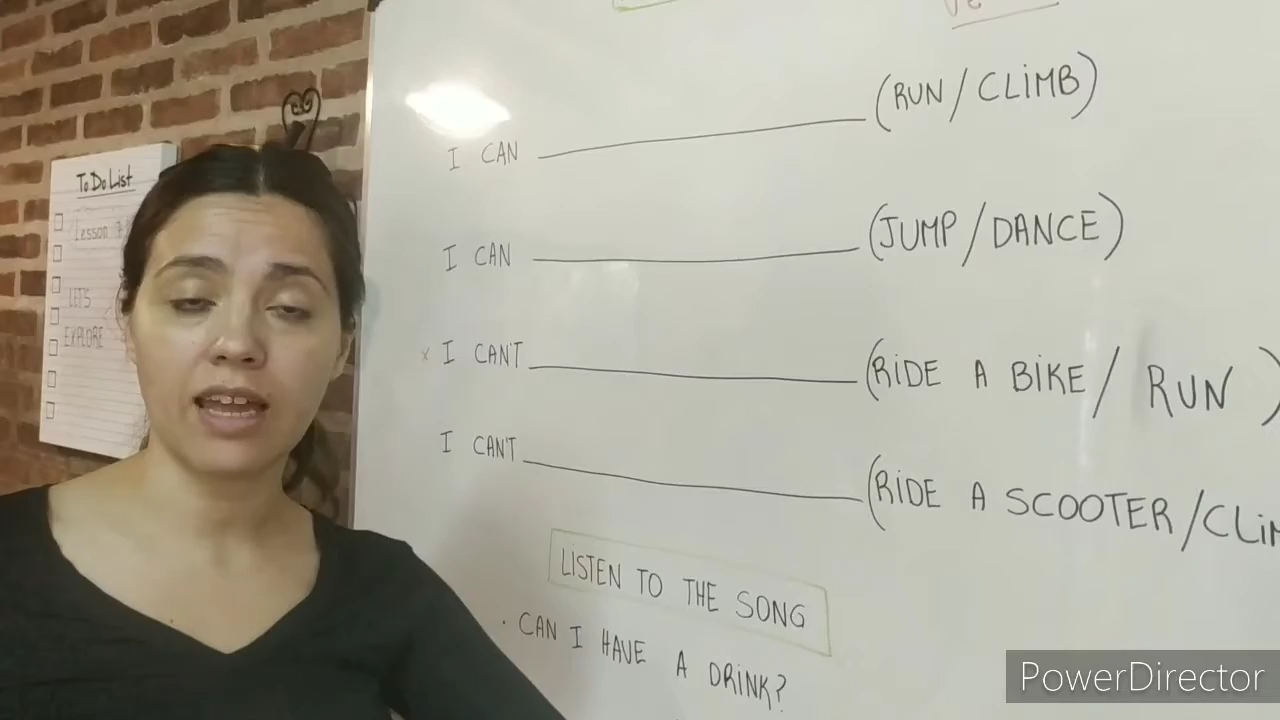 To Do List
Lesson
LET'S
EXPLORE
I CAN (RUN / CLIMB)
I CAN (JUMP / DANCE)
x I CAN'T (RIDE A BIKE / RUN )
I CAN'T (RIDE A SCOOTER /
LISTEN TO THE SONG
· CAN I HAVE A DRINK?
PowerDirector